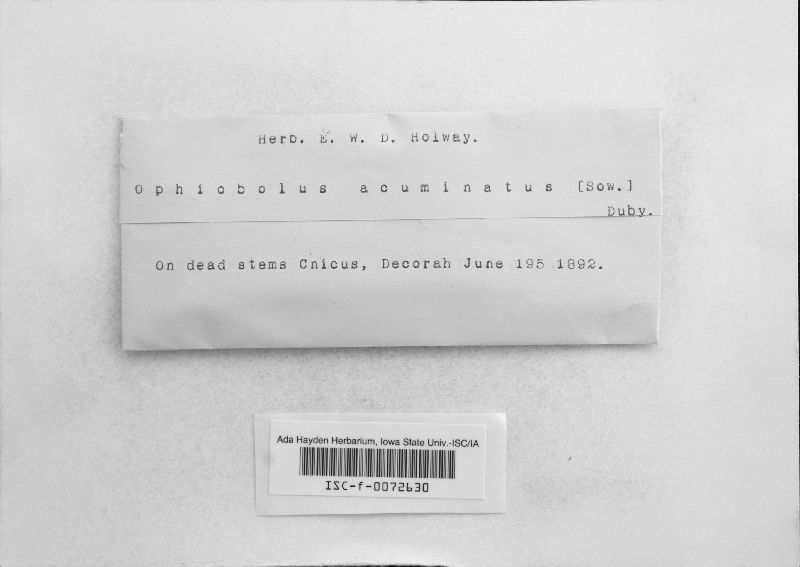 Herb. E. W. D. Holway.
Ophiobolus acuminatus [Sow.]
Duby.
On dead stems Cnicus, Decorah June 195 1892.
Ada Hayden Herbarium, Iowa State Univ.-ISC/IA
ISC-f-0072630